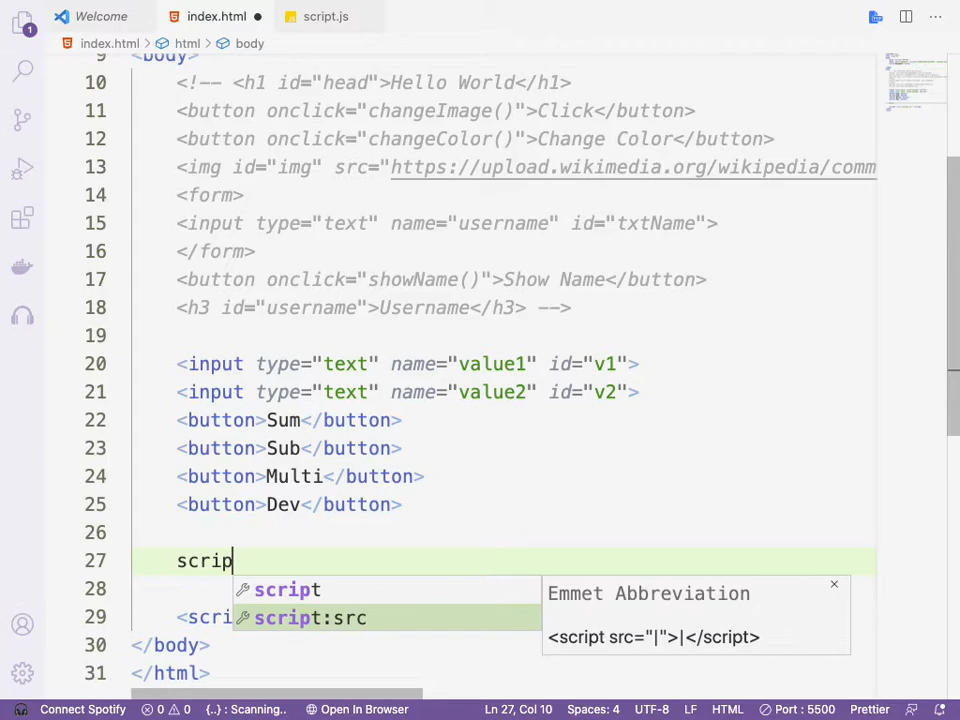 Welcome
index.html
script.js
index.html
html
body
9 <body>
10 <!-- <h1 id="head">Hello World</h1>
11 <button onclick="changeImage()">Click</button>
12 <button onclick="changeColor()">Change Color</button>
13 <img id="img" src="https://upload.wikimedia.org/wikipedia/comm
14 <form>
15 <input type="text" name="username" id="txtName">
16 </form>
17 <button onclick="showName()">Show Name</button>
18 <h3 id="username">Username</h3> -->
19
20 <input type="text" name="value1" id="v1">
21 <input type="text" name="value2" id="v2">
22 <button>Sum</button>
23 <button>Sub</button>
24 <button>Multi</button>
25 <button>Dev</button>
26
27 scrip
script
script:src
Emmet Abbreviation
<script src="|">|</script>
28
29 <scri
30 </body>
31 </html>
1
Connect Spotify
0 0
{..} : Scanning..
Open In Browser
Ln 27, Col 10
Spaces: 4
UTF-8
LF
HTML
Port : 5500
Prettier